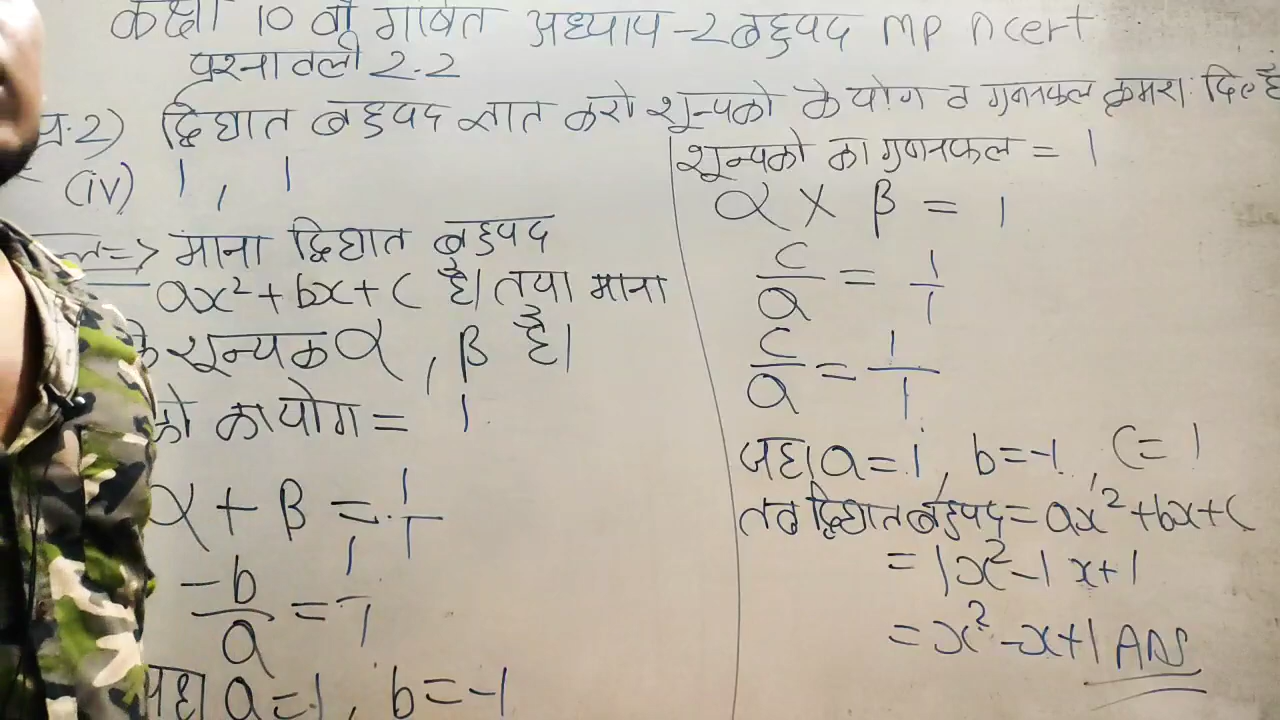 कक्षा 10 वी गणित अध्याय -2 बहुपद MP Ncert
प्रश्नावली 2.2
प्र.2) द्विघात बहुपद ज्ञात करो शून्यको के योग व गुणनफल क्रमशः दिए है
(iv) 1 , 1
माना द्विघात बहुपद
ax²+bx+c है। तथा माना
के शून्यक α , β है।
को का योग = 1
α + β = 1/1
-b/a = 1/1
जहा a=1, b=-1
शून्यको का गुणनफल = 1
α × β = 1
c/a = 1/1
c/a = 1/1
जहा a=1, b=-1, c=1
तब द्विघात बहुपद = ax²+bx+c
= 1x²-1x+1
= x²-x+1 Ans